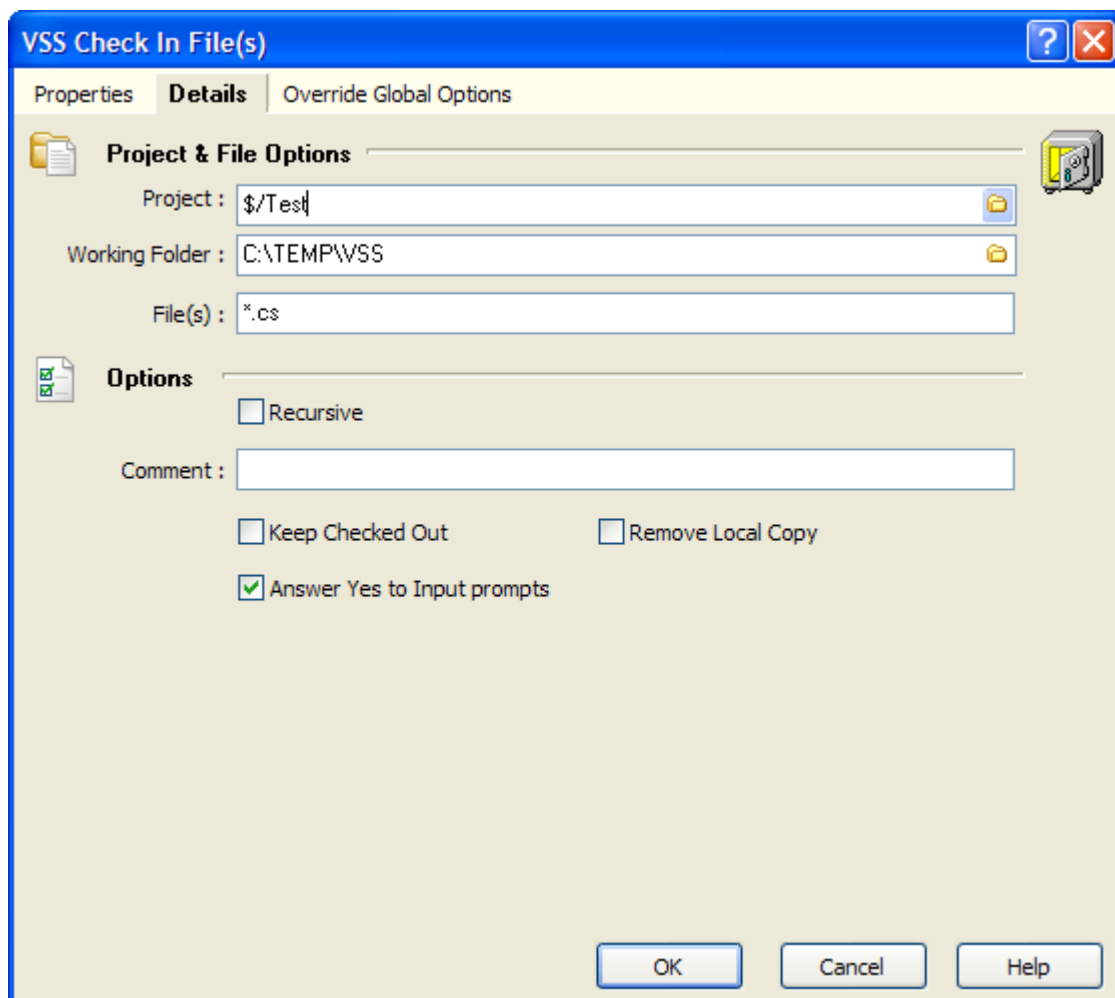 VSS Check In File(s)
Properties Details Override Global Options
Project & File Options
Project : $/Test
Working Folder : C:\TEMP\VSS
File(s) : *.cs
Options
Recursive
Comment :
Keep Checked Out Remove Local Copy
Answer Yes to Input prompts
OK Cancel Help